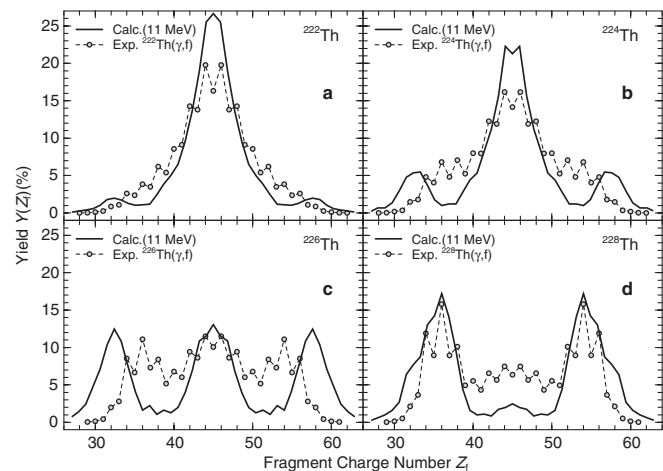 Calc.(11 MeV)
Exp. ²²²Th(γ,f)
²²²Th
a
Calc.(11 MeV)
Exp. ²²⁴Th(γ,f)
²²⁴Th
b
25
20
15
10
5
0
Calc.(11 MeV)
Exp. ²²⁶Th(γ,f)
²²⁶Th
c
Calc.(11 MeV)
Exp. ²²⁸Th(γ,f)
²²⁸Th
d
20
15
10
5
0
Yield Y(Zf)(%)
30 40 50 60 30 40 50 60
Fragment Charge Number Zf